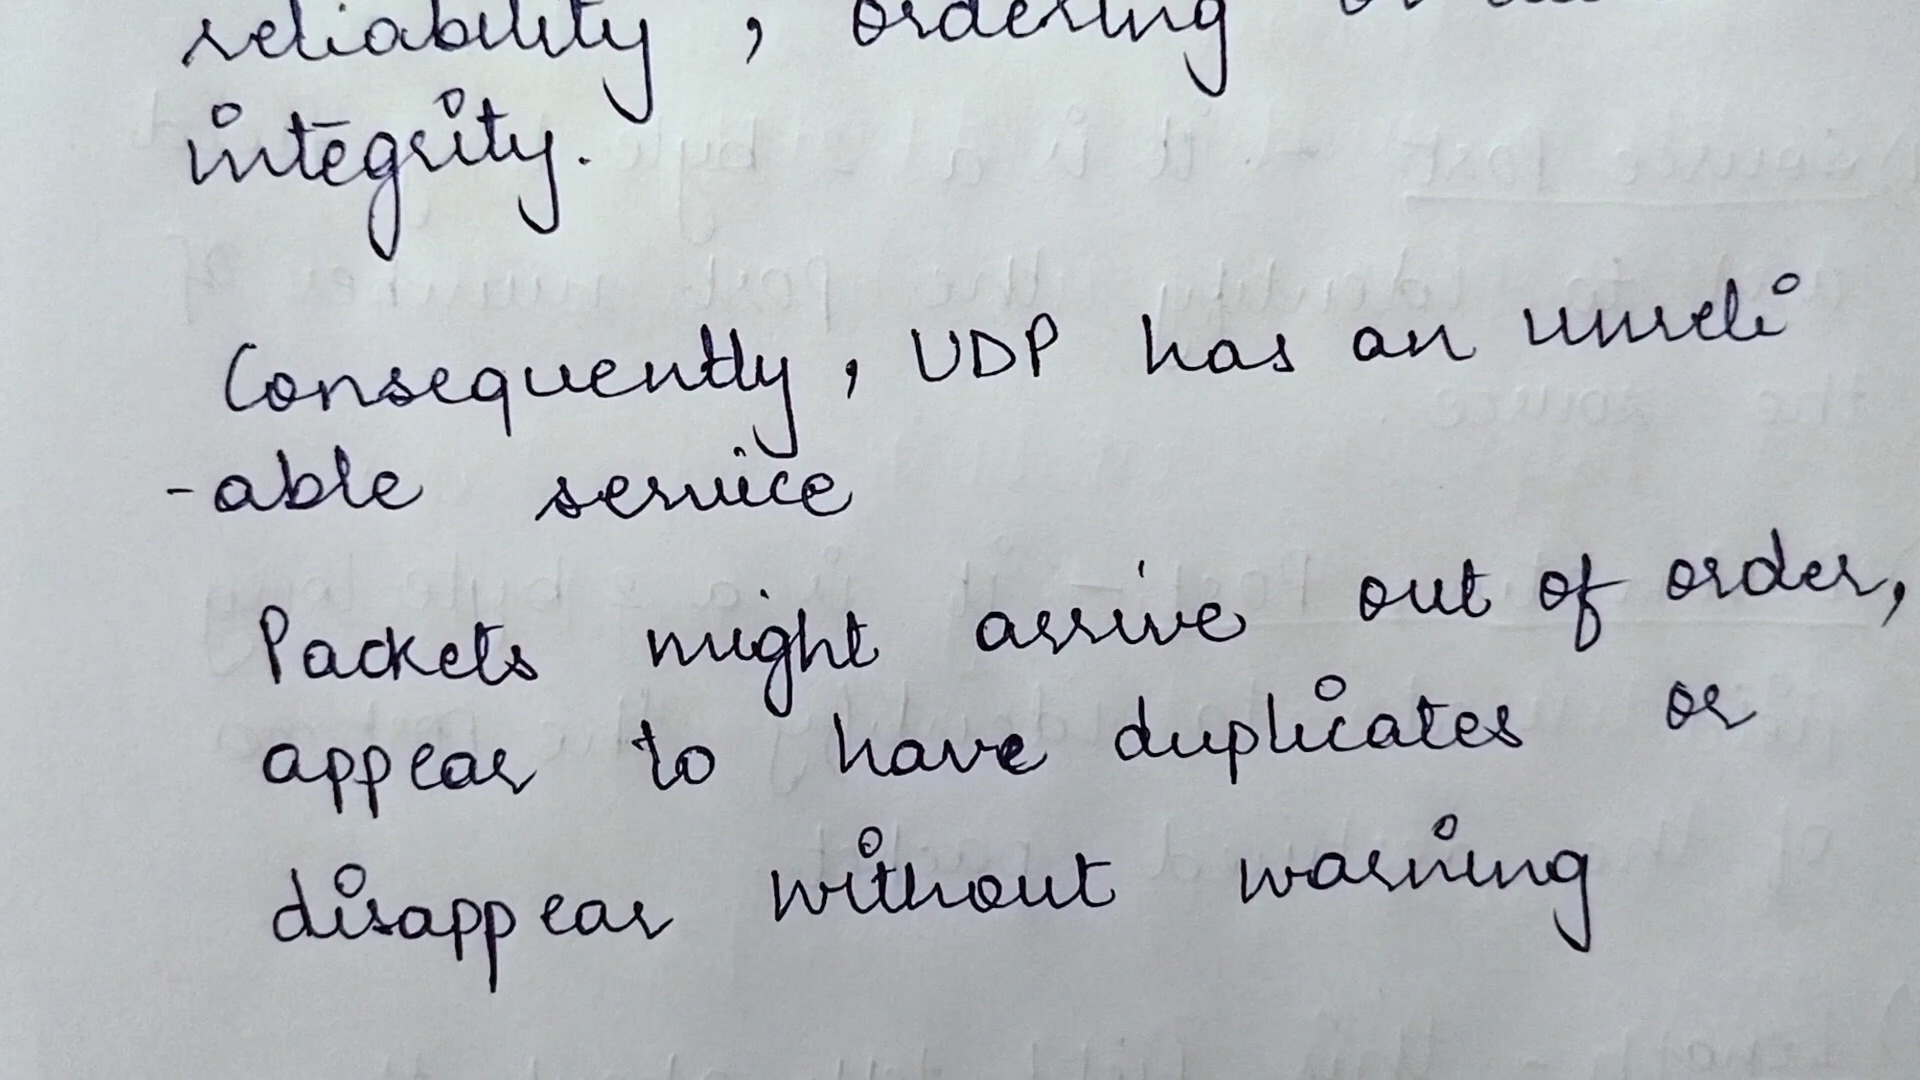 reliability, ordering or
integrity.
Consequently, UDP has an unreli
-able service
Packets might arrive out of order,
appear to have duplicates or
disappear without warning